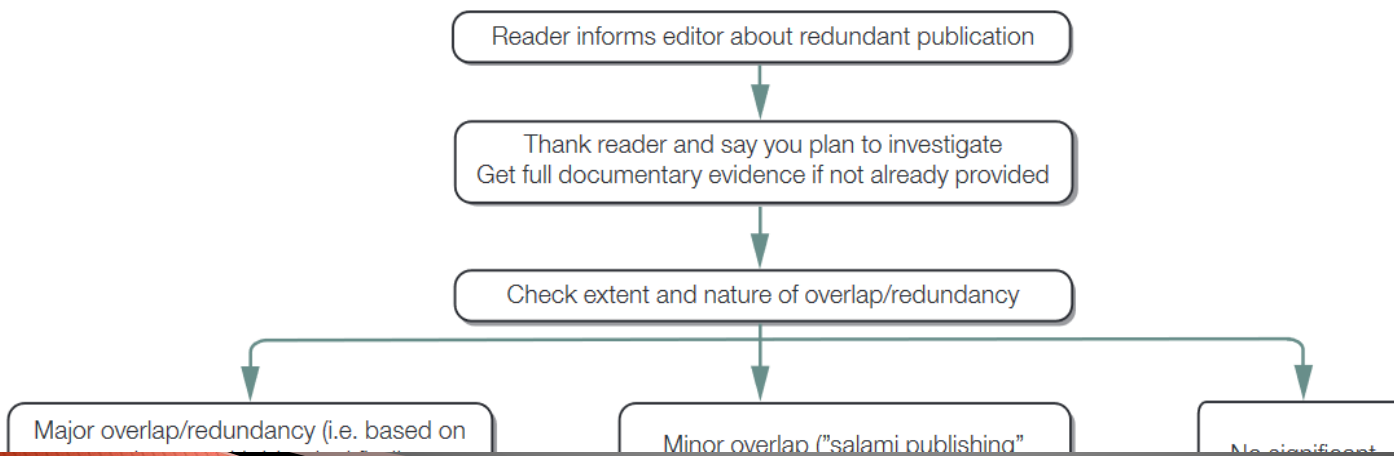 Reader informs editor about redundant publication
Thank reader and say you plan to investigate
Get full documentary evidence if not already provided
Check extent and nature of overlap/redundancy
Major overlap/redundancy (i.e. based on
Minor overlap ("salami publishing"
No significant